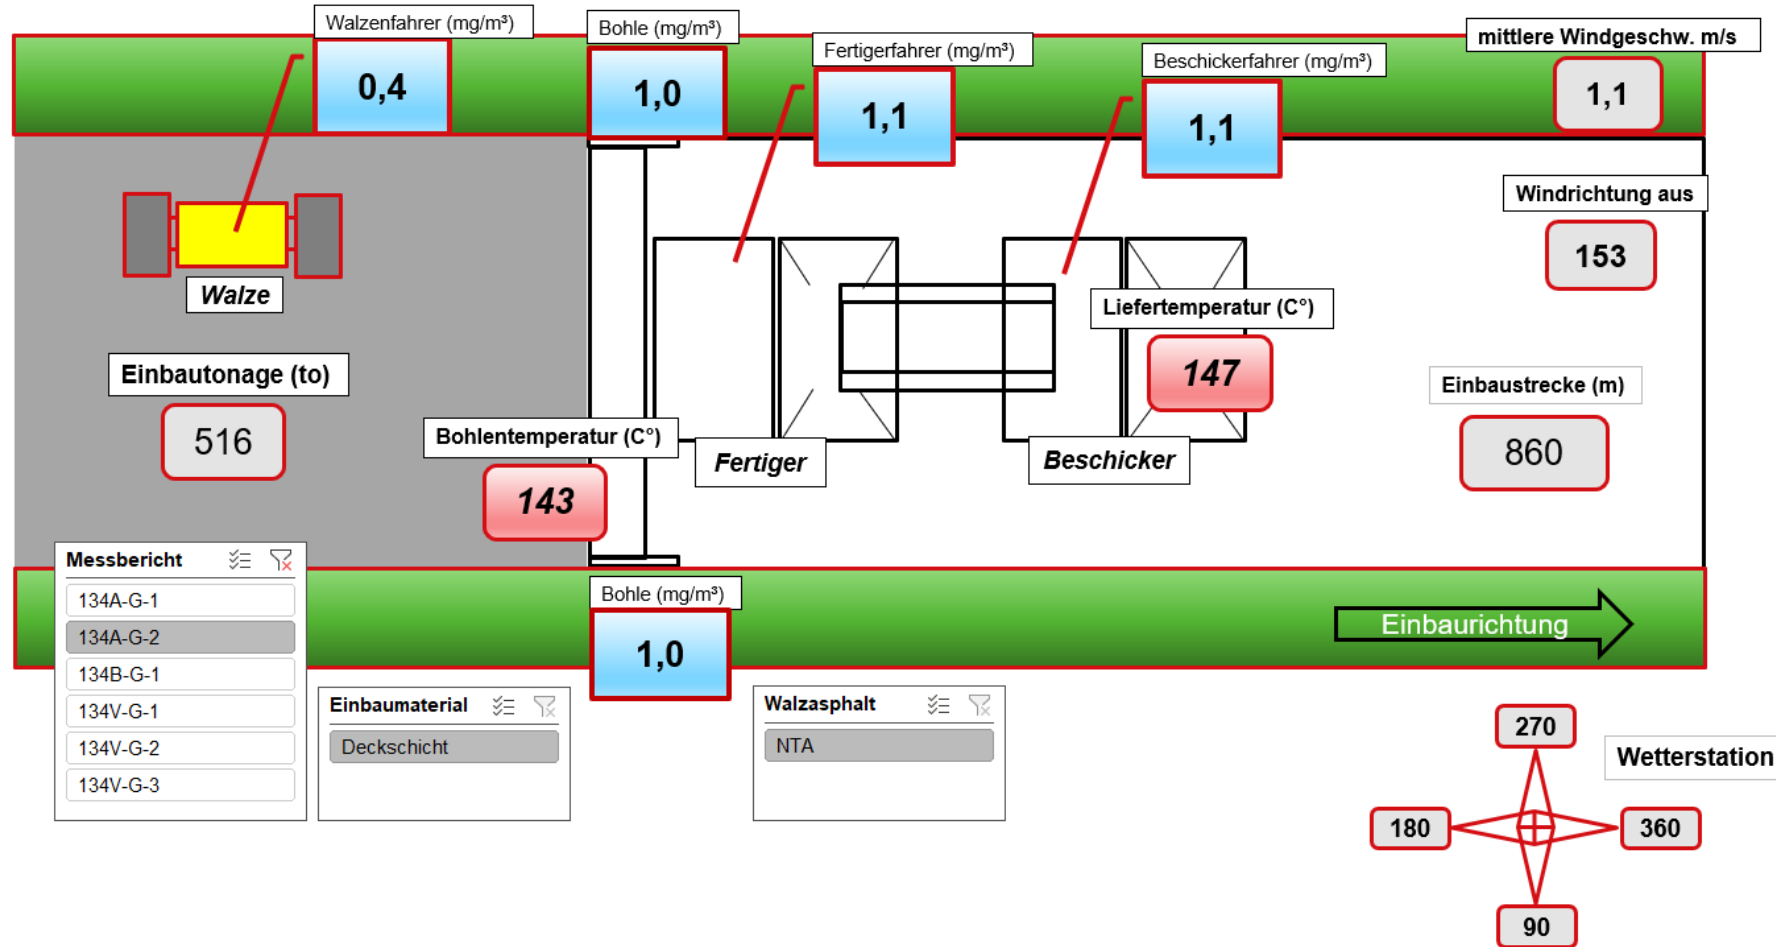 Walzenfahrer (mg/m³)
0,4
Bohle (mg/m³)
1,0
Fertigerfahrer (mg/m³)
1,1
Beschickerfahrer (mg/m³)
1,1
mittlere Windgeschw. m/s
1,1
Windrichtung aus
153
Walze
Liefertemperatur (C°)
147
Einbautonage (to)
516
Einbaustrecke (m)
860
Bohlentemperatur (C°)
143
Fertiger
Beschicker
Messbericht
134A-G-1
134A-G-2
134B-G-1
134V-G-1
134V-G-2
134V-G-3
Bohle (mg/m³)
1,0
Einbaurichtung
Einbaumaterial
Deckschicht
Walzasphalt
NTA
270
Wetterstation
180
360
90